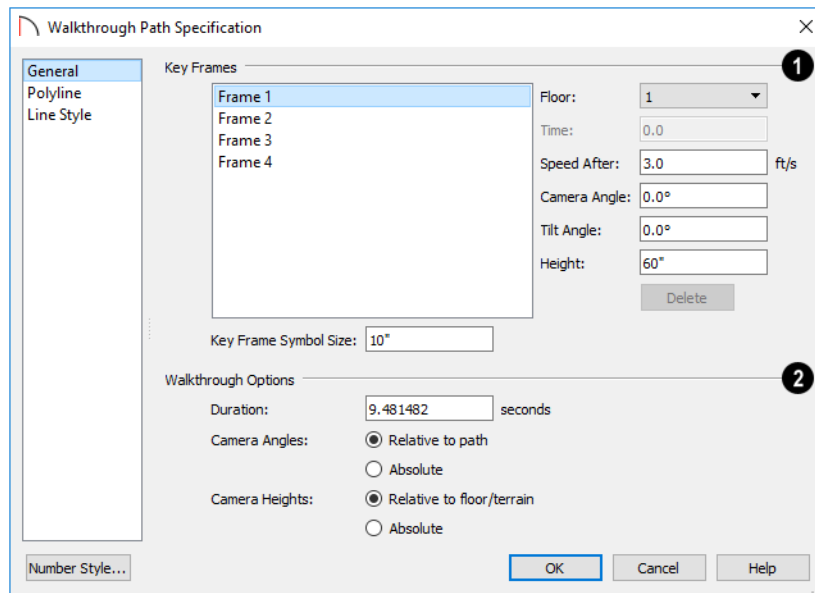 Walkthrough Path Specification
General
Polyline
Line Style
Key Frames
1
Frame 1
Frame 2
Frame 3
Frame 4
Floor: 1
Time: 0.0
Speed After: 3.0 ft/s
Camera Angle: 0.0°
Tilt Angle: 0.0°
Height: 60"
Delete
Key Frame Symbol Size: 10"
Walkthrough Options
2
Duration: 9.481482 seconds
Camera Angles: Relative to path
Absolute
Camera Heights: Relative to floor/terrain
Absolute
Number Style... OK Cancel Help